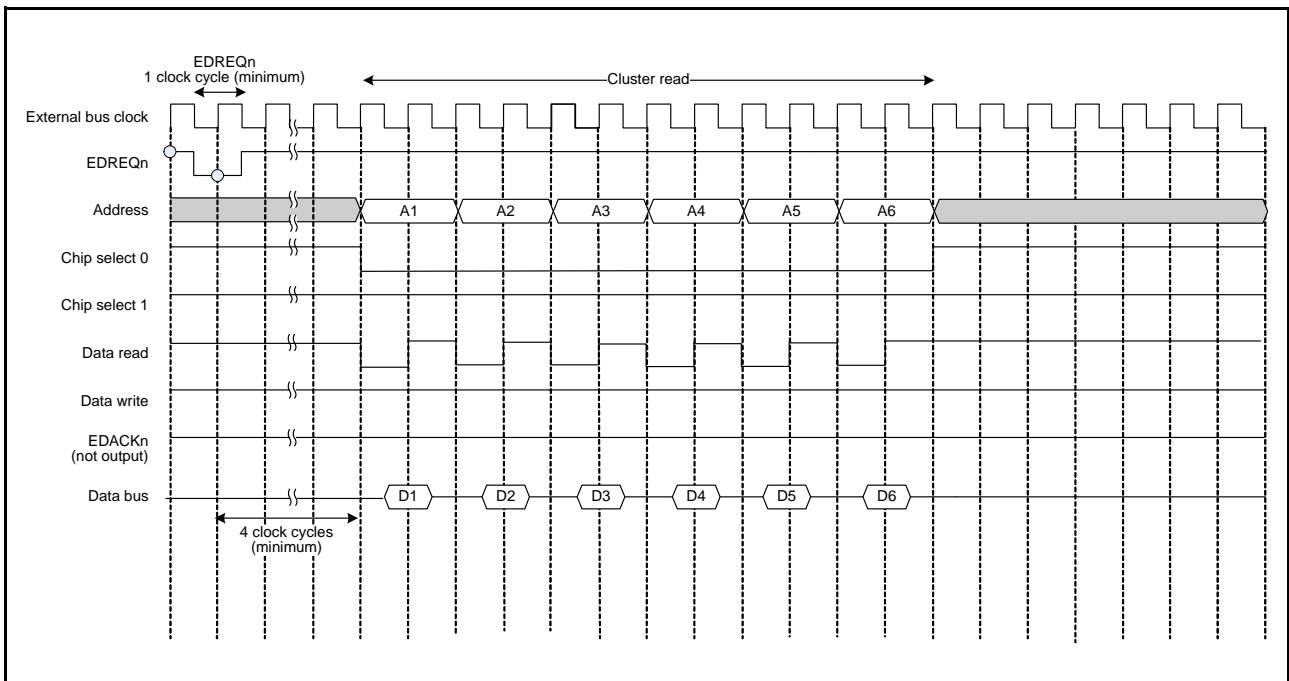 EDREQn
1 clock cycle (minimum)
Cluster read
External bus clock
EDREQn
Address
A1
A2
A3
A4
A5
A6
Chip select 0
Chip select 1
Data read
Data write
EDACKn
(not output)
Data bus
D1
D2
D3
D4
D5
D6
4 clock cycles
(minimum)